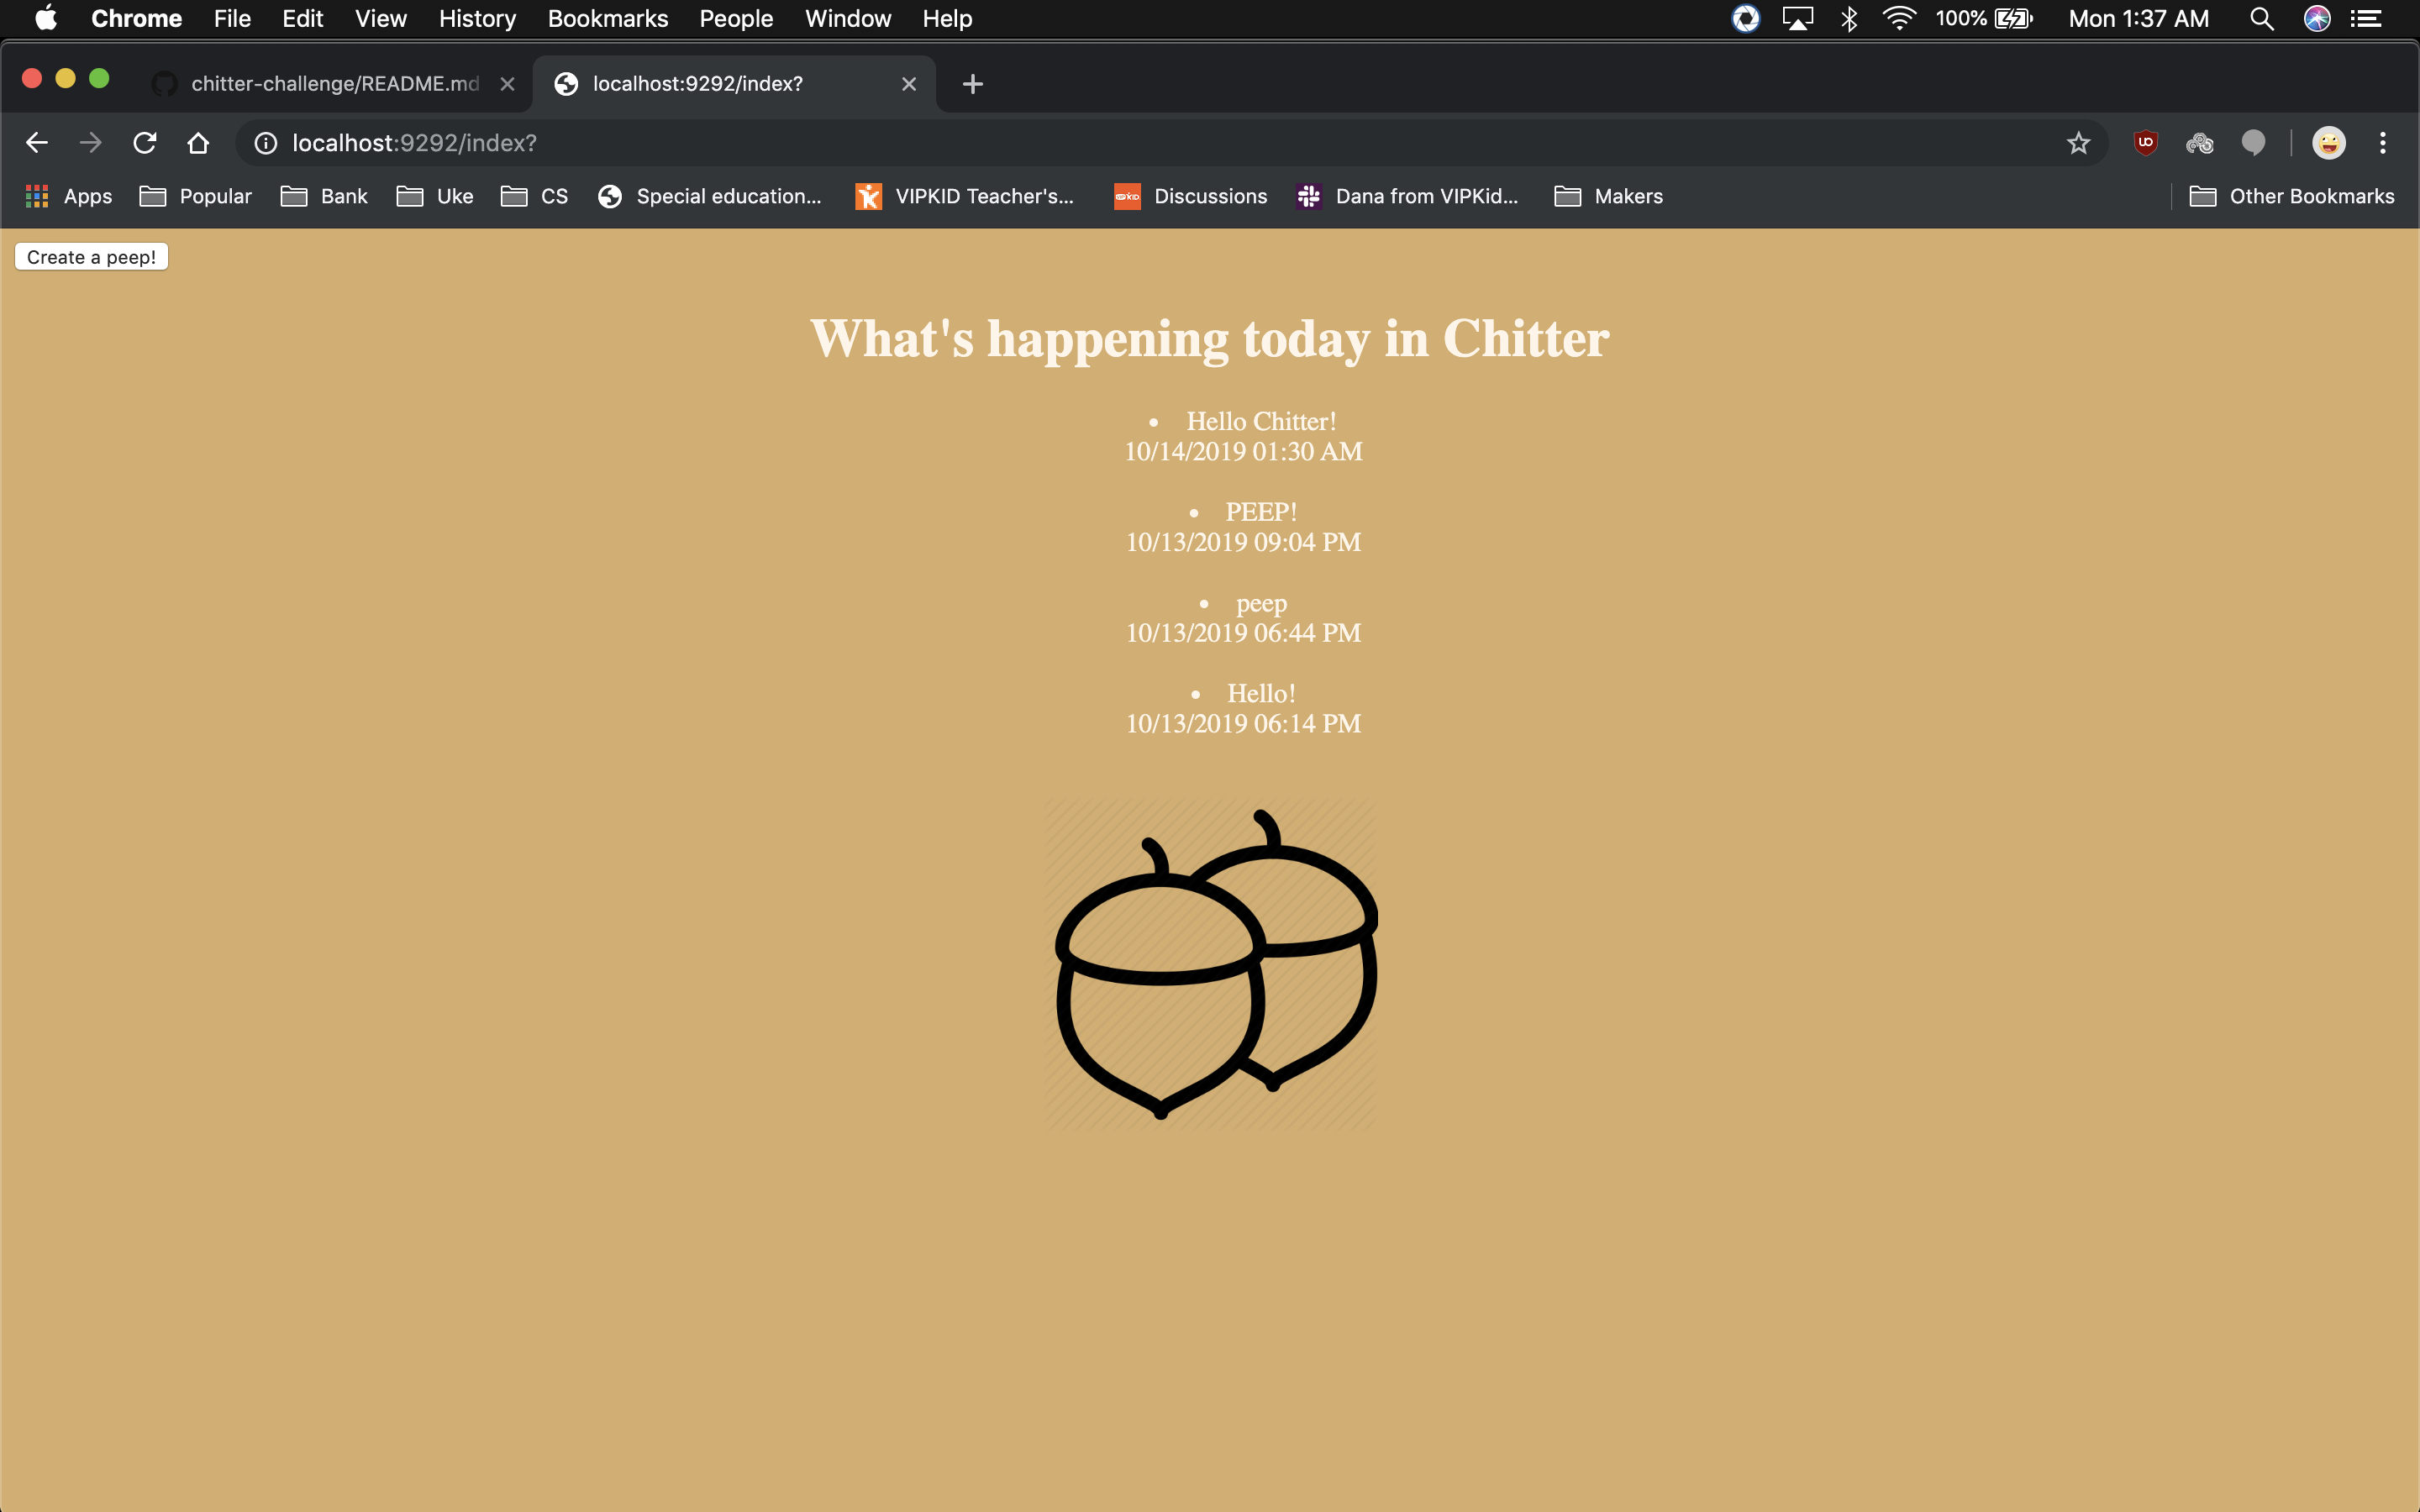 Chrome File Edit View History Bookmarks People Window Help 100% Mon 1:37 AM
chitter-challenge/README.md localhost:9292/index?
localhost:9292/index?
Apps Popular Bank Uke CS Special education... VIPKID Teacher's... Discussions Dana from VIPKid... Makers Other Bookmarks
Create a peep!
What's happening today in Chitter
• Hello Chitter!
10/14/2019 01:30 AM
• PEEP!
10/13/2019 09:04 PM
• peep
10/13/2019 06:44 PM
• Hello!
10/13/2019 06:14 PM